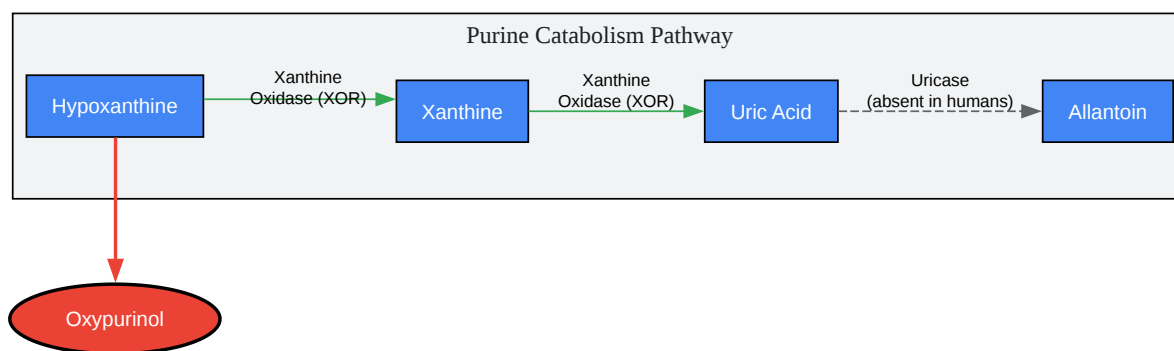 Purine Catabolism Pathway
Xanthine
Oxidase (XOR)
Xanthine
Oxidase (XOR)
Uricase
(absent in humans)
Hypoxanthine
Xanthine
Uric Acid
Allantoin
Oxypurinol